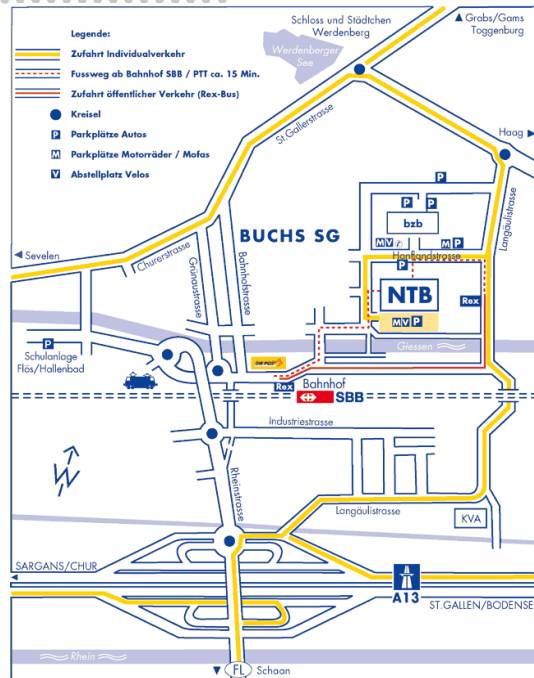 Schloss und Städtchen
Werdenberg
Grabs/Gams
Toggenburg
Legende:
Werdenberger
See
Zufahrt Individualverkehr
Fussweg ab Bahnhof SBB / PTT ca. 15 Min.
Zufahrt öffentlicher Verkehr (Rex-Bus)
Kreisel
P Parkplätze Autos
M Parkplätze Motorräder / Mofas
V Abstellplatz Velos
St.Gallerstrasse
Haag
P
P P
bzb
Langäulistrasse
BUCHS SG
M V
M P
Hanflandstrasse
Sevelen
Churerstrasse
Grünaustrasse
Bahnhofstrasse
P
NTB
Rex
M V P
P
Giessen
Schulanlage
Flös/Hallenbad
DIE POST
Rex
Bahnhof
SBB
Industriestrasse
N
Rheinstrasse
Langäulistrasse
KVA
SARGANS/CHUR
A13
ST.GALLEN/BODENSE
Rhein
FL
Schaan